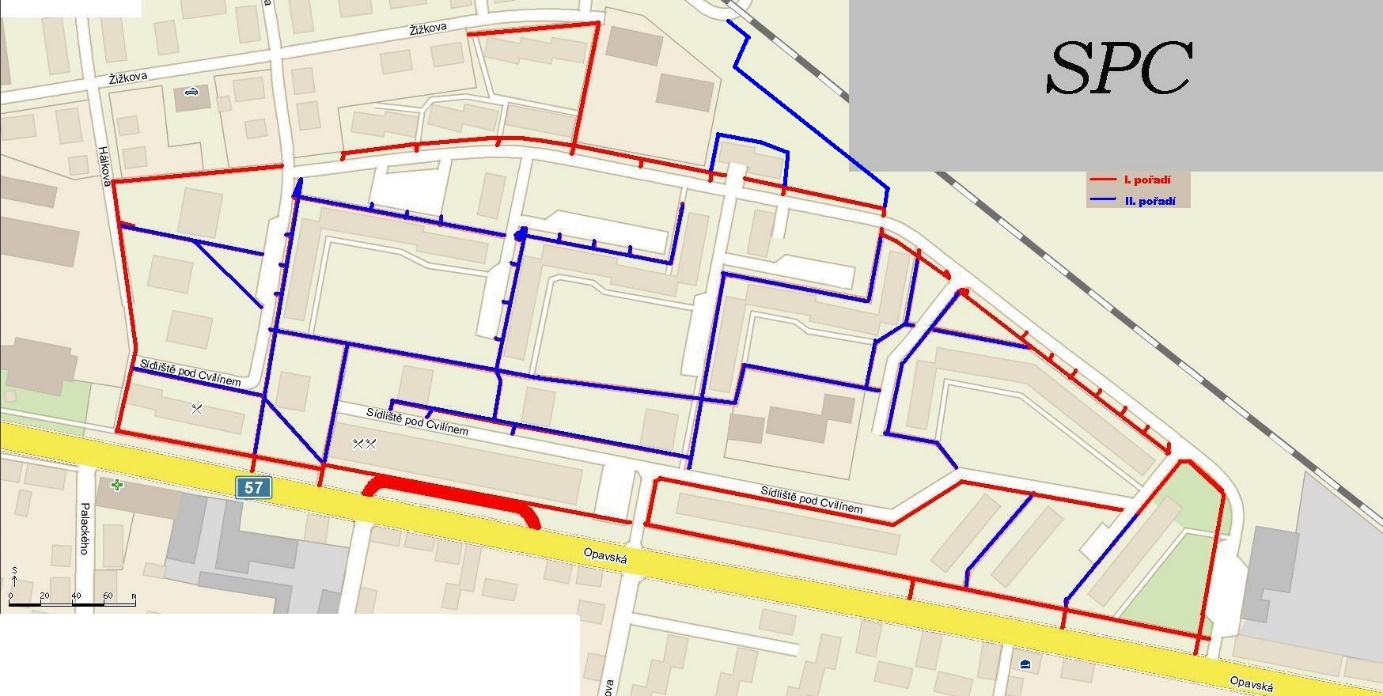 Žižkova
Žižkova
SPC
Hálkova
I. pořadí
II. pořadí
Sídliště pod Cvilínem
Sídliště pod Cvilínem
57
Sídliště pod Cvilínem
Palackého
Opavská
S
0 20 40 60 m
Opavská